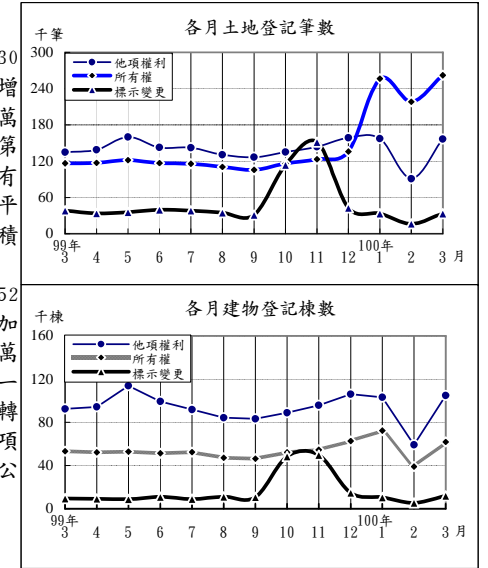 30
增
萬
第
有
平
積
52
加
萬
一
轉
項
公
各月土地登記筆數
千筆
300
240
180
120
60
0
他項權利
所有權
標示變更
99年
100年
3 4 5 6 7 8 9 10 11 12 1 2 3 月
各月建物登記棟數
千棟
160
120
80
40
0
他項權利
所有權
標示變更
99年
100年
3 4 5 6 7 8 9 10 11 12 1 2 3 月